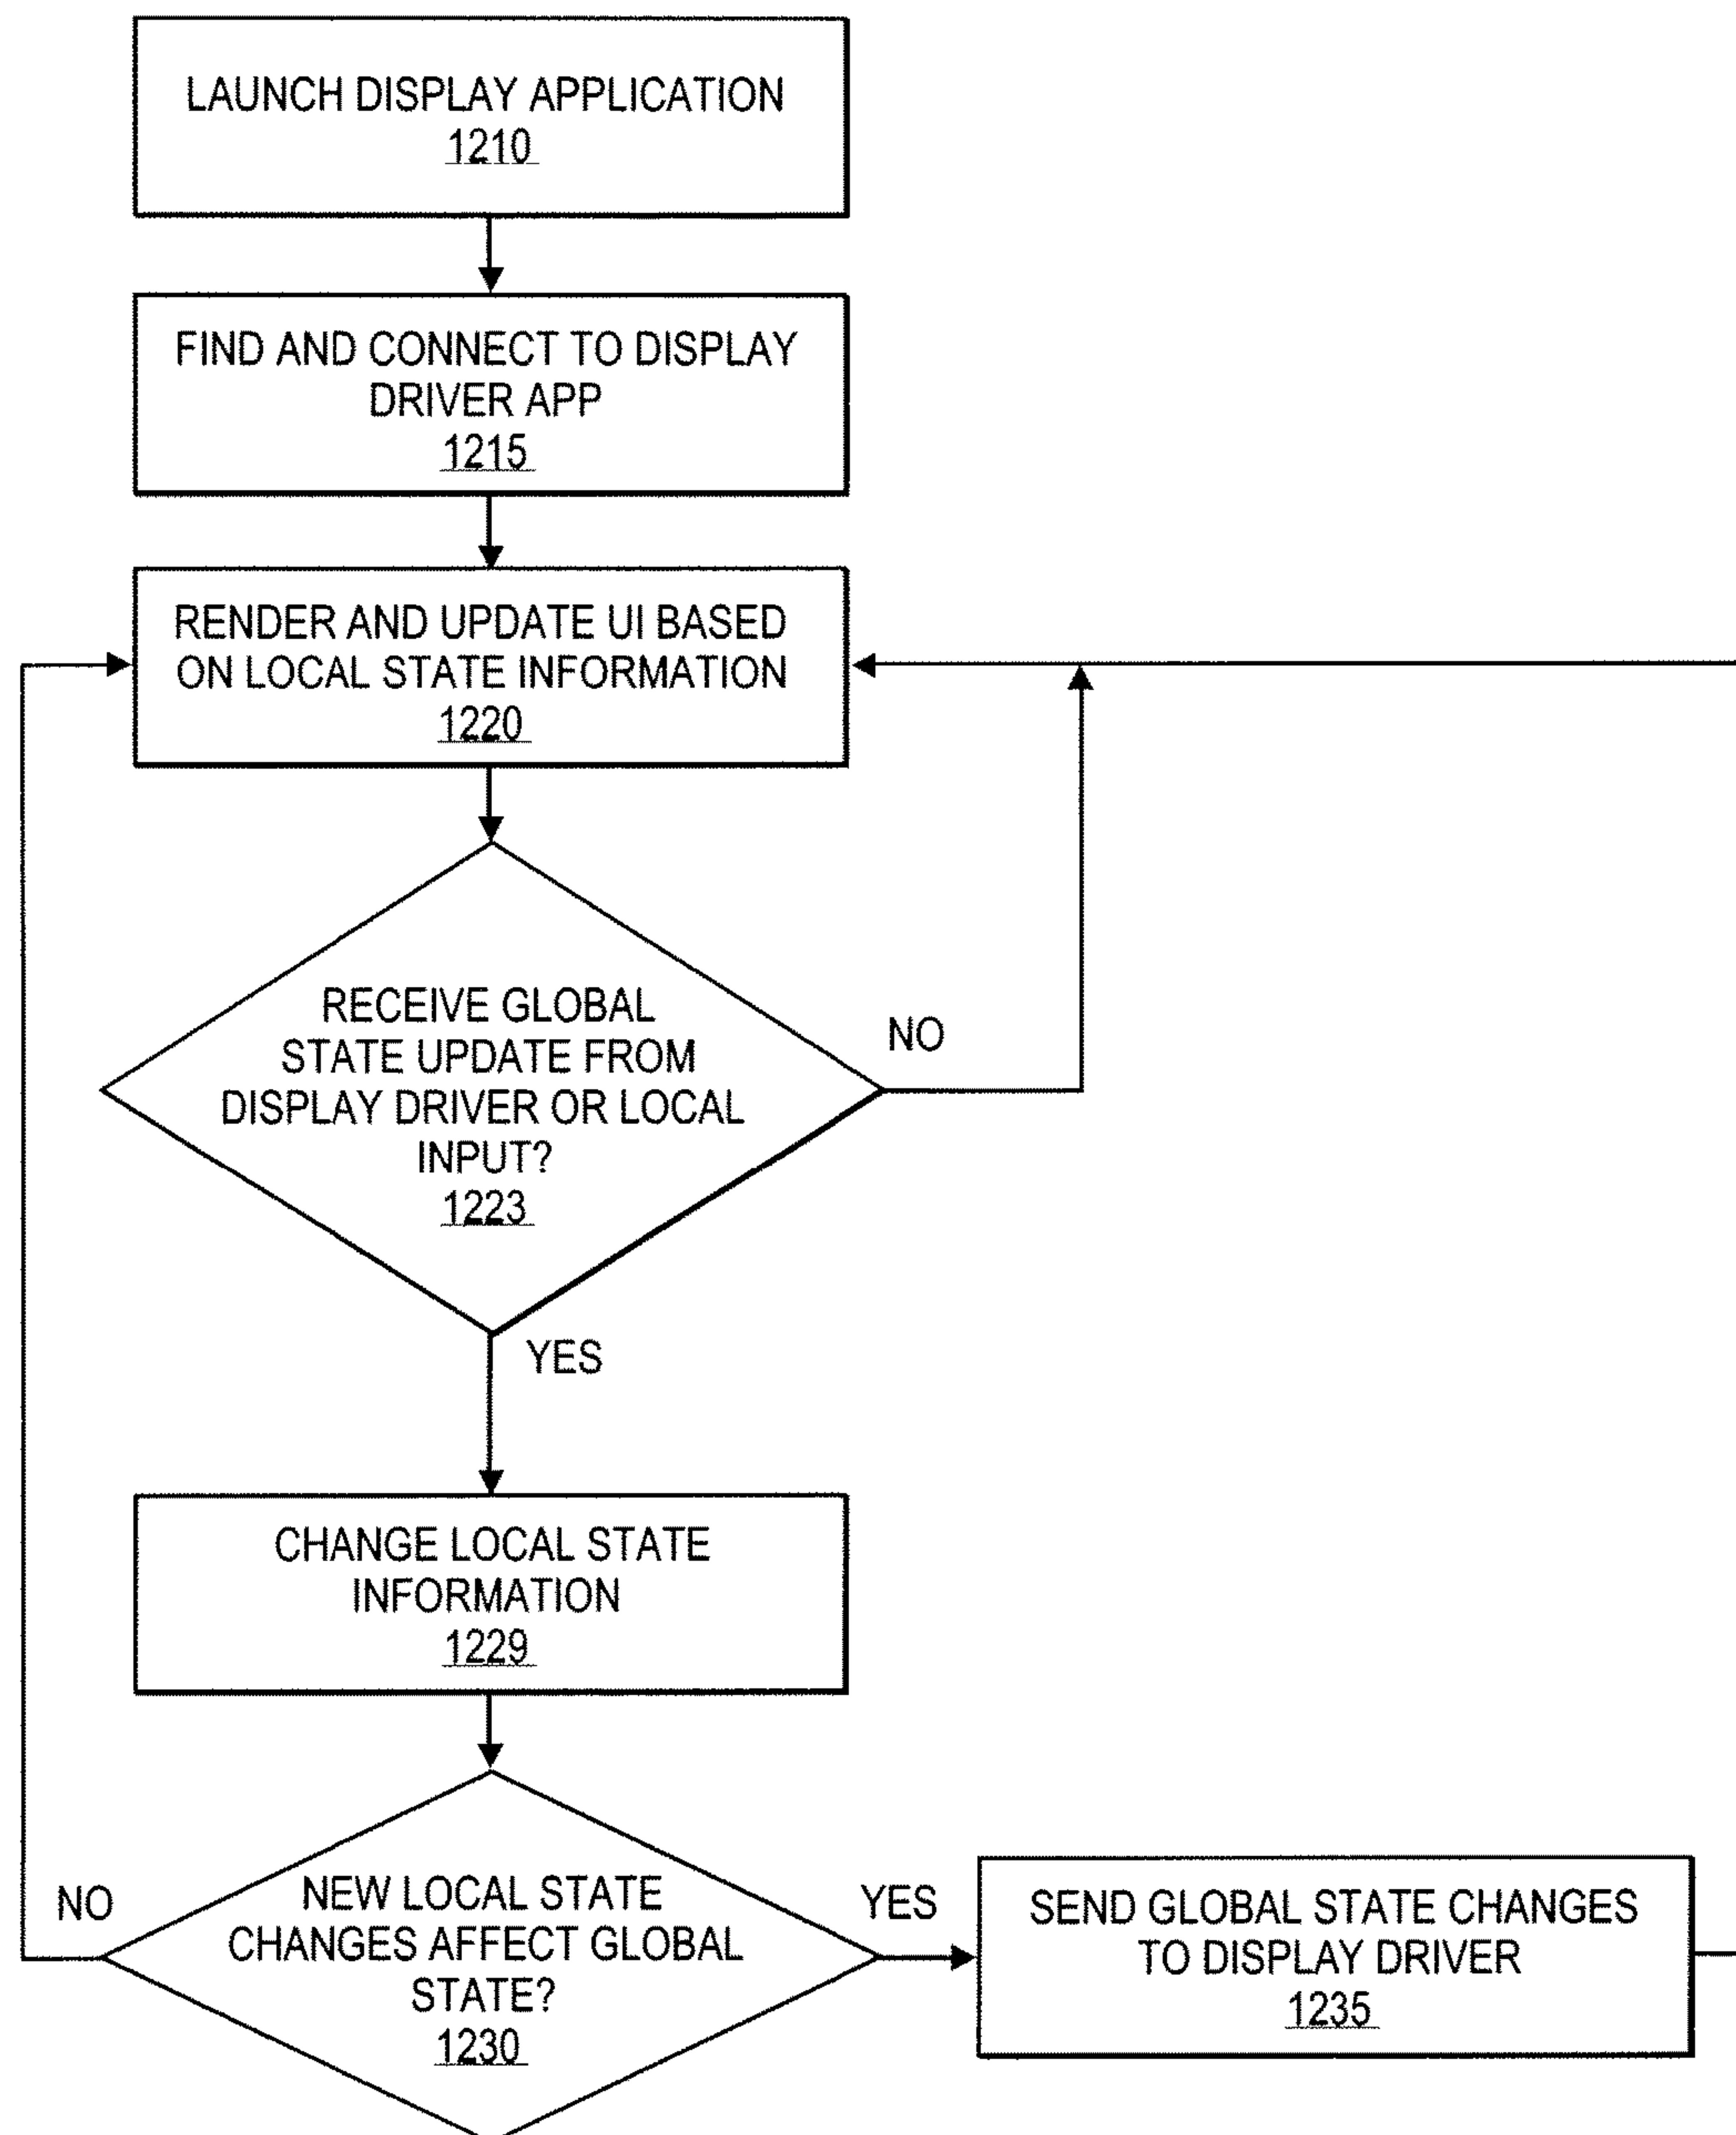 LAUNCH DISPLAY APPLICATION
1210
FIND AND CONNECT TO DISPLAY
DRIVER APP
1215
RENDER AND UPDATE UI BASED
ON LOCAL STATE INFORMATION
1220
RECEIVE GLOBAL
STATE UPDATE FROM
DISPLAY DRIVER OR LOCAL
INPUT?
1223
NO
YES
CHANGE LOCAL STATE
INFORMATION
1229
NEW LOCAL STATE
CHANGES AFFECT GLOBAL
STATE?
1230
NO
YES
SEND GLOBAL STATE CHANGES
TO DISPLAY DRIVER
1235